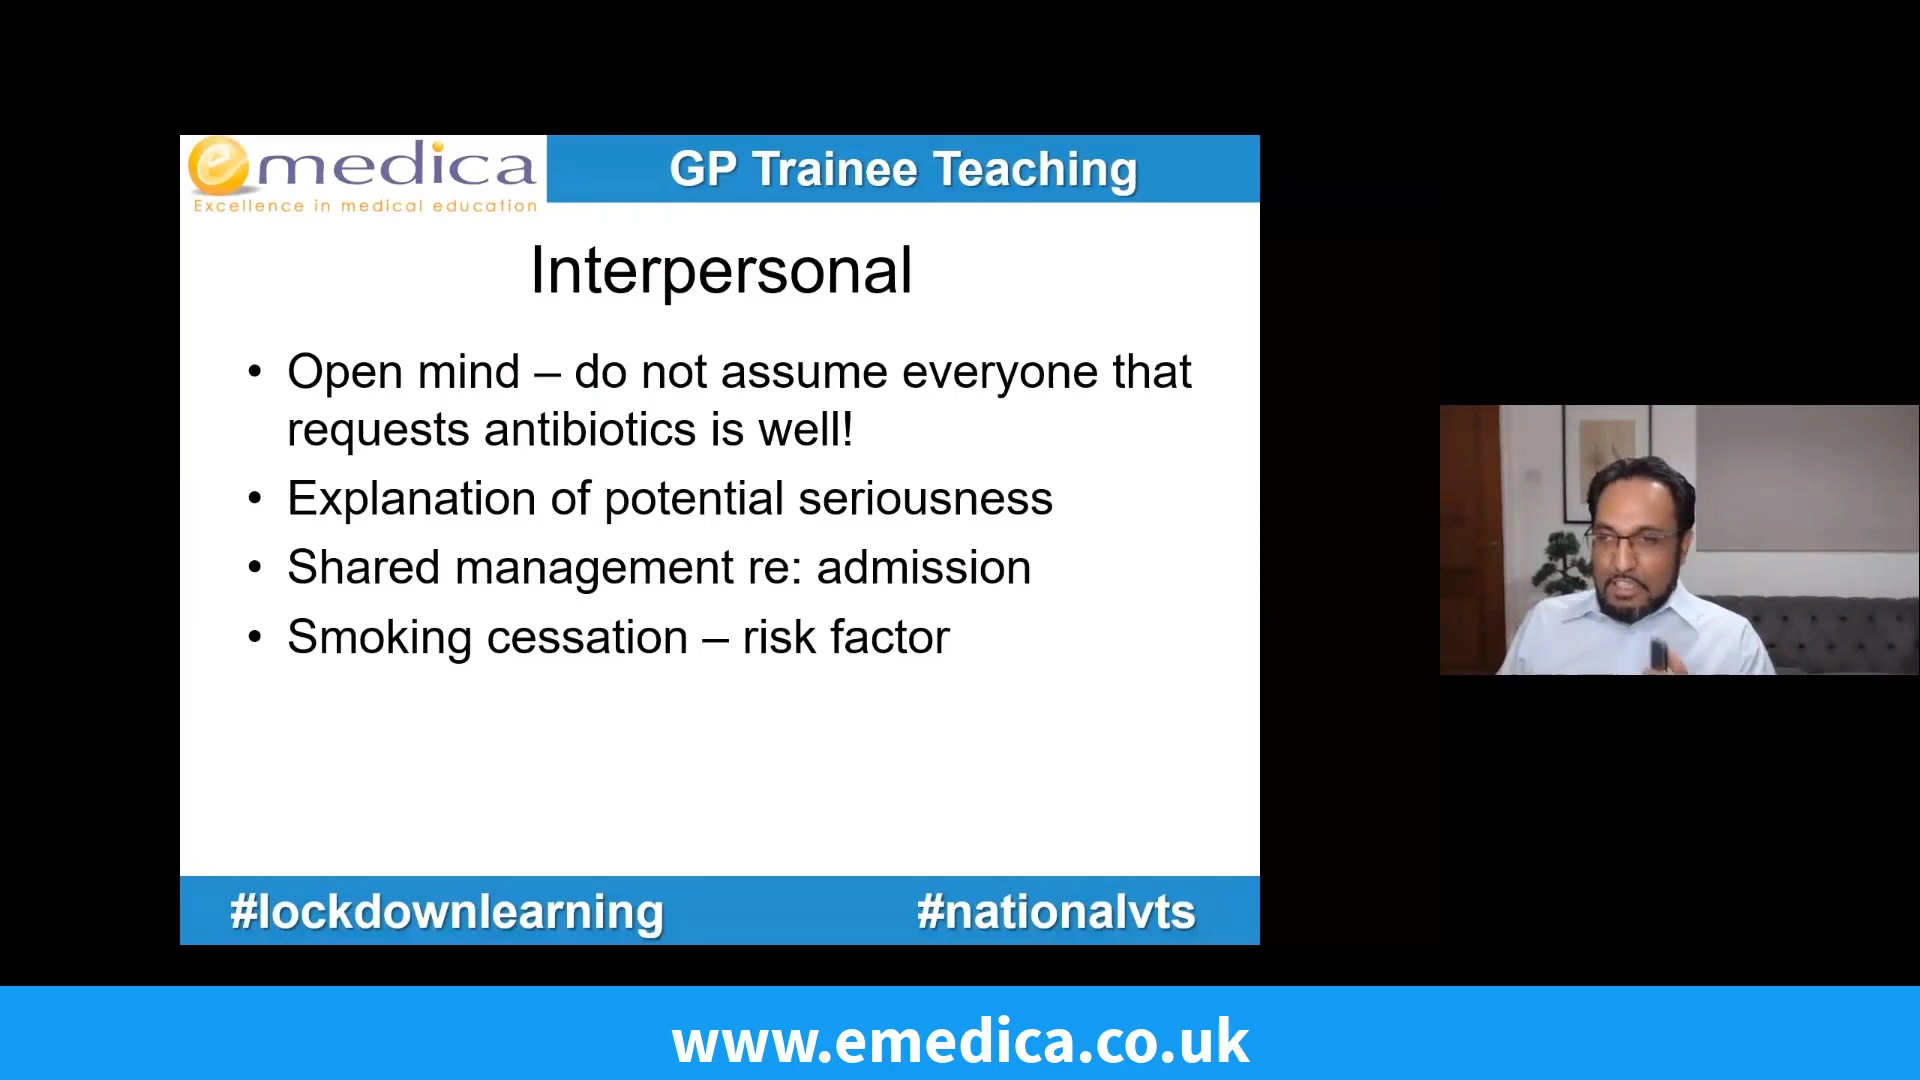 emedica
Excellence in medical education
GP Trainee Teaching
Interpersonal
• Open mind – do not assume everyone that
requests antibiotics is well!
• Explanation of potential seriousness
• Shared management re: admission
• Smoking cessation – risk factor
#lockdownlearning
#nationalvts
www.emedica.co.uk